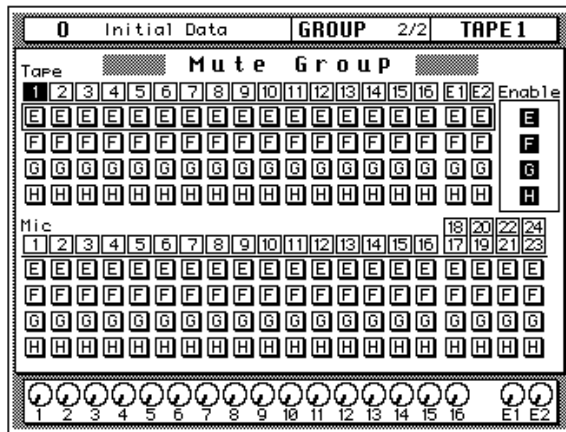 0 Initial Data GROUP 2/2 TAPE 1
Mute Group
Tape
1 2 3 4 5 6 7 8 9 10 11 12 13 14 15 16 E1 E2 Enable
E E E E E E E E E E E E E E E E E E E
F F F F F F F F F F F F F F F F F F F
G G G G G G G G G G G G G G G G G G G
H H H H H H H H H H H H H H H H H H H
Mic 18 20 22 24
1 2 3 4 5 6 7 8 9 10 11 12 13 14 15 16 17 19 21 23
E E E E E E E E E E E E E E E E E E E E
F F F F F F F F F F F F F F F F F F F F
G G G G G G G G G G G G G G G G G G G G
H H H H H H H H H H H H H H H H H H H H
1 2 3 4 5 6 7 8 9 10 11 12 13 14 15 16 E1 E2